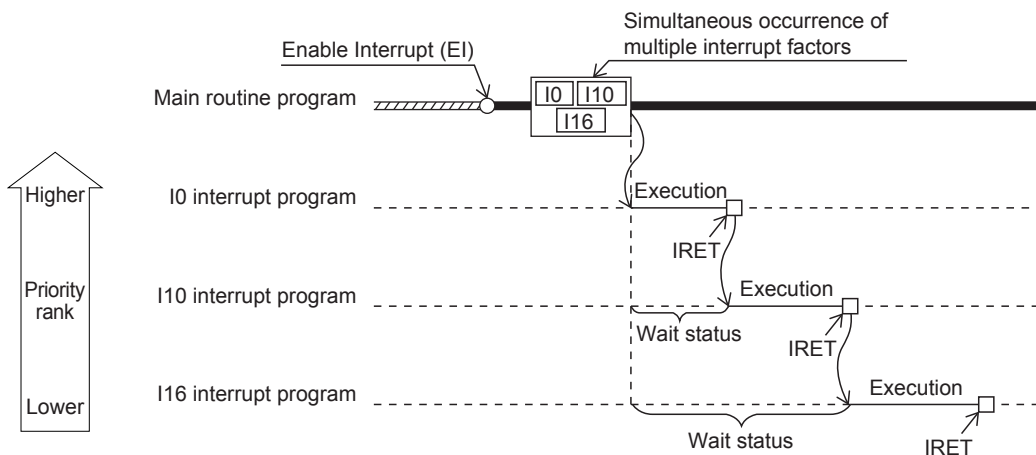 Simultaneous occurrence of
multiple interrupt factors
Enable Interrupt (EI)
Main routine program
I0
I10
I16
Higher
I0 interrupt program
Execution
IRET
Priority
rank
I10 interrupt program
Execution
Wait status
IRET
Lower
I16 interrupt program
Execution
Wait status
IRET